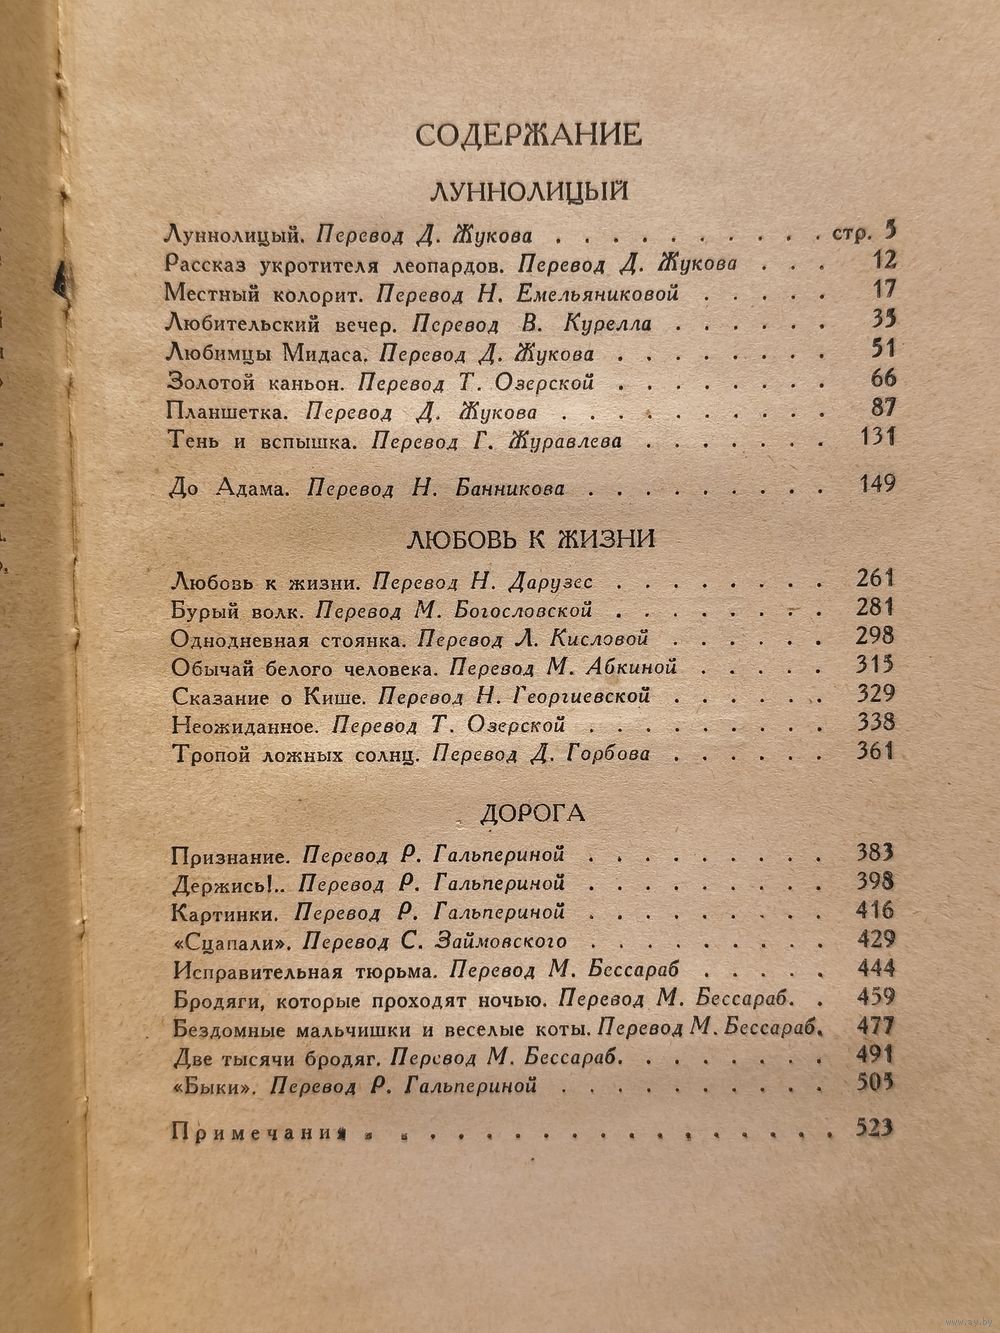 СОДЕРЖАНИЕ
ЛУННОЛИЦЫЙ
Луннолицый. Перевод Д. Жукова . . . . . . . . . . стр. 5
Рассказ укротителя леопардов. Перевод Д. Жукова . . . 12
Местный колорит. Перевод Н. Емельяниковой . . . . . 17
Любительский вечер. Перевод В. Курелла . . . . . . 35
Любимцы Мидаса. Перевод Д. Жукова . . . . . . . . 51
Золотой каньон. Перевод Т. Озерской . . . . . . . . 66
Планшетка. Перевод Д. Жукова . . . . . . . . . . 87
Тень и вспышка. Перевод Г. Журавлева . . . . . . . 131
До Адама. Перевод Н. Банникова . . . . . . . . . 149
ЛЮБОВЬ К ЖИЗНИ
Любовь к жизни. Перевод Н. Дарузес . . . . . . . . 261
Бурый волк. Перевод М. Богословской . . . . . . . . 281
Однодневная стоянка. Перевод Л. Кисловой . . . . . . 298
Обычай белого человека. Перевод М. Абкиной . . . . . 315
Сказание о Кише. Перевод Н. Георгиевской . . . . . . 329
Неожиданное. Перевод Т. Озерской . . . . . . . . . 338
Тропой ложных солнц. Перевод Д. Горбова . . . . . . 361
ДОРОГА
Признание. Перевод Р. Гальпериной . . . . . . . . . 383
Держись!.. Перевод Р. Гальпериной . . . . . . . . . 398
Картинки. Перевод Р. Гальпериной . . . . . . . . . 416
«Сцапали». Перевод С. Займовского . . . . . . . . . 429
Исправительная тюрьма. Перевод М. Бессараб . . . . . 444
Бродяги, которые проходят ночью. Перевод М. Бессараб. . 459
Бездомные мальчишки и веселые коты. Перевод М. Бессараб. 477
Две тысячи бродяг. Перевод М. Бессараб. . . . . . . . 491
«Быки». Перевод Р. Гальпериной . . . . . . . . . . 505
Примечания . . . . . . . . . . . . . . . . . 523
www.ay.by